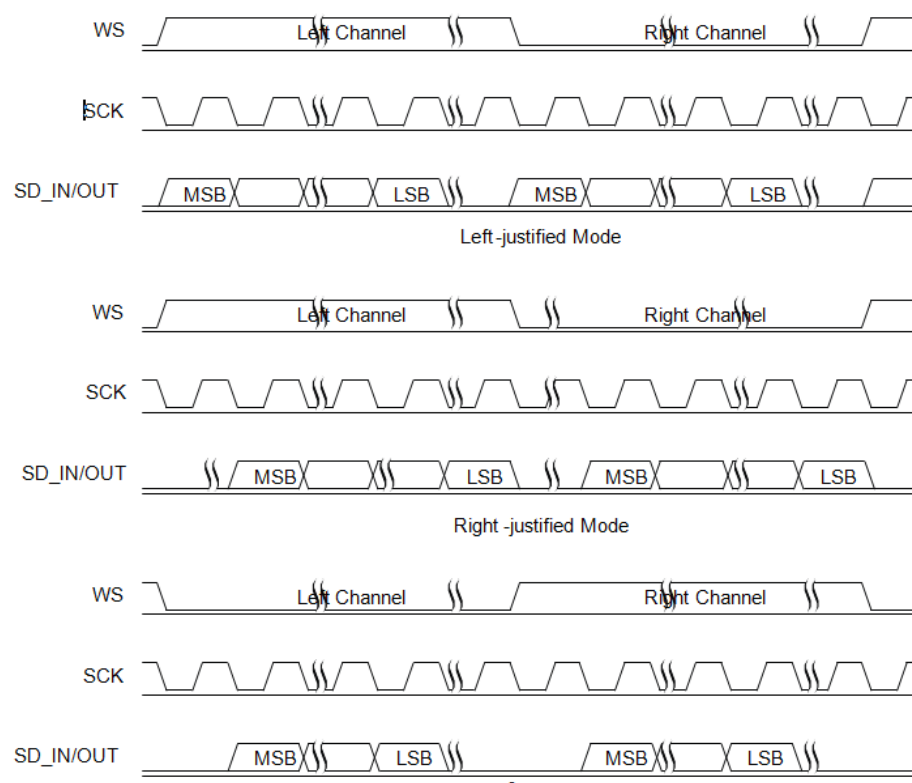 WS Left Channel Right Channel
SCK
SD_IN/OUT MSB LSB MSB LSB
Left-justified Mode
WS Left Channel Right Channel
SCK
SD_IN/OUT MSB LSB MSB LSB
Right-justified Mode
WS Left Channel Right Channel
SCK
SD_IN/OUT MSB LSB MSB LSB